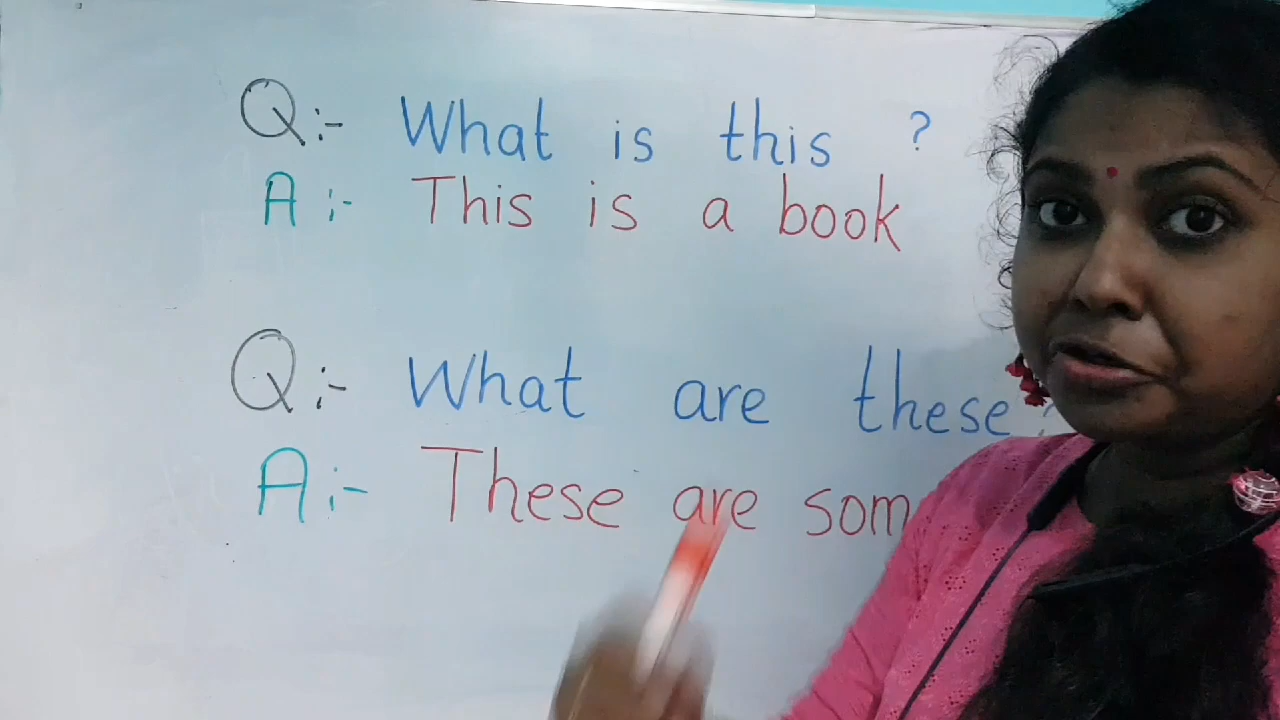 Q:- What is this ?
A:- This is a book
Q:- What are these ?
A:- These are som